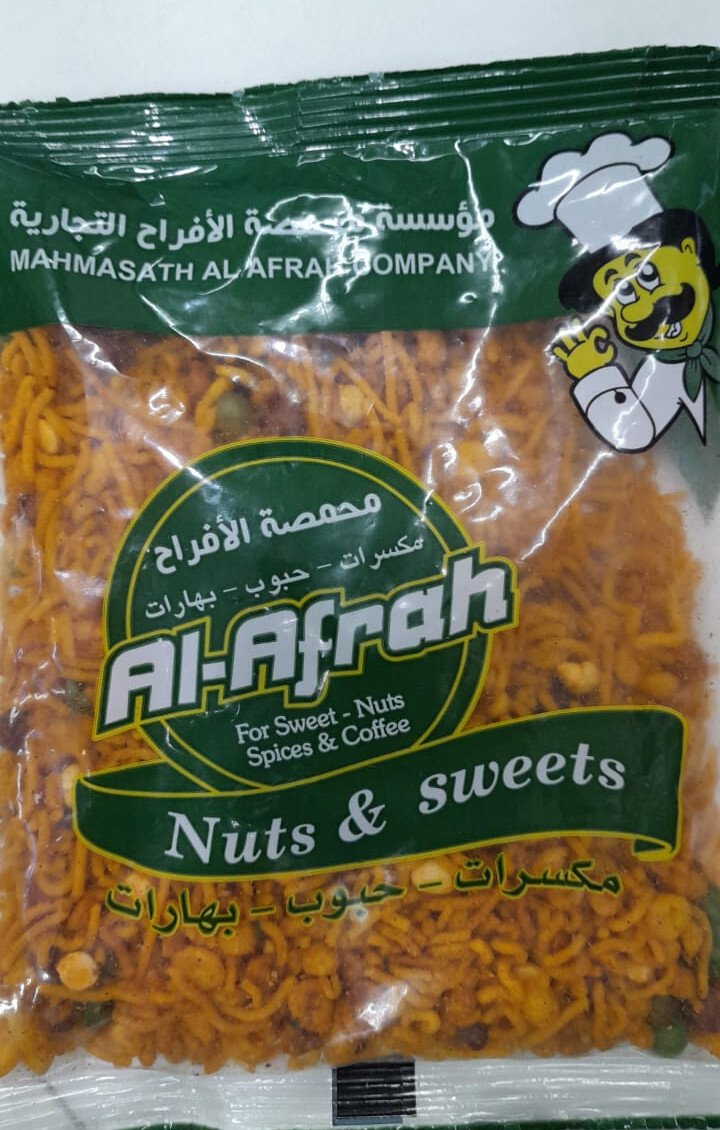 مؤسسة محمصة الأفراح التجارية
MAHMASATH AL AFRAH COMPANY
محمصة الأفراح
مكسرات - حبوب - بهارات
Al-Afrah
For Sweet - Nuts
Spices & Coffee
Nuts & sweets
مكسرات - حبوب - بهارات